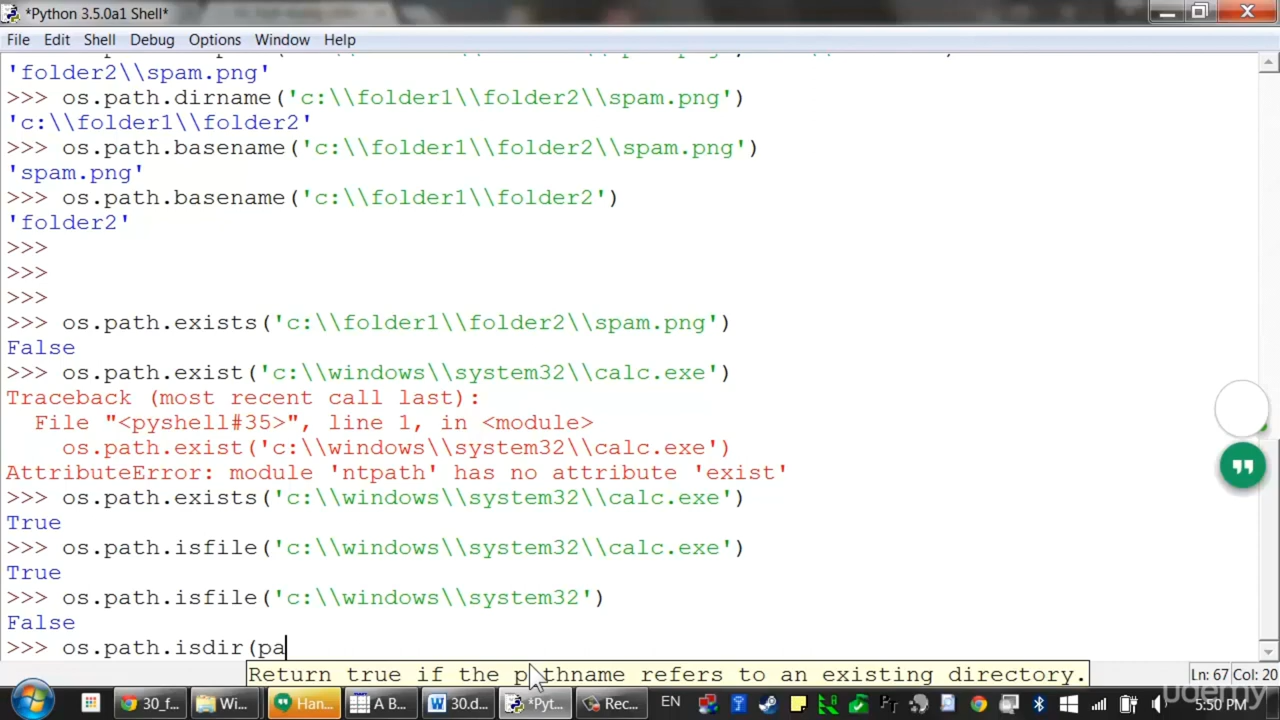 *Python 3.5.0a1 Shell*
File Edit Shell Debug Options Window Help
'folder2\\spam.png'
>>> os.path.dirname('c:\\folder1\\folder2\\spam.png')
'c:\\folder1\\folder2'
>>> os.path.basename('c:\\folder1\\folder2\\spam.png')
'spam.png'
>>> os.path.basename('c:\\folder1\\folder2')
'folder2'
>>>
>>>
>>>
>>> os.path.exists('c:\\folder1\\folder2\\spam.png')
False
>>> os.path.exist('c:\\windows\\system32\\calc.exe')
Traceback (most recent call last):
File "<pyshell#35>", line 1, in <module>
os.path.exist('c:\\windows\\system32\\calc.exe')
AttributeError: module 'ntpath' has no attribute 'exist'
>>> os.path.exists('c:\\windows\\system32\\calc.exe')
True
>>> os.path.isfile('c:\\windows\\system32\\calc.exe')
True
>>> os.path.isfile('c:\\windows\\system32')
False
>>> os.path.isdir(pa
Return true if the pathname refers to an existing directory.
Ln: 67 Col: 20
30_f... Wi... Han... A B... 30.d... *Pyt... Rec... EN 5:50 PM
udemy